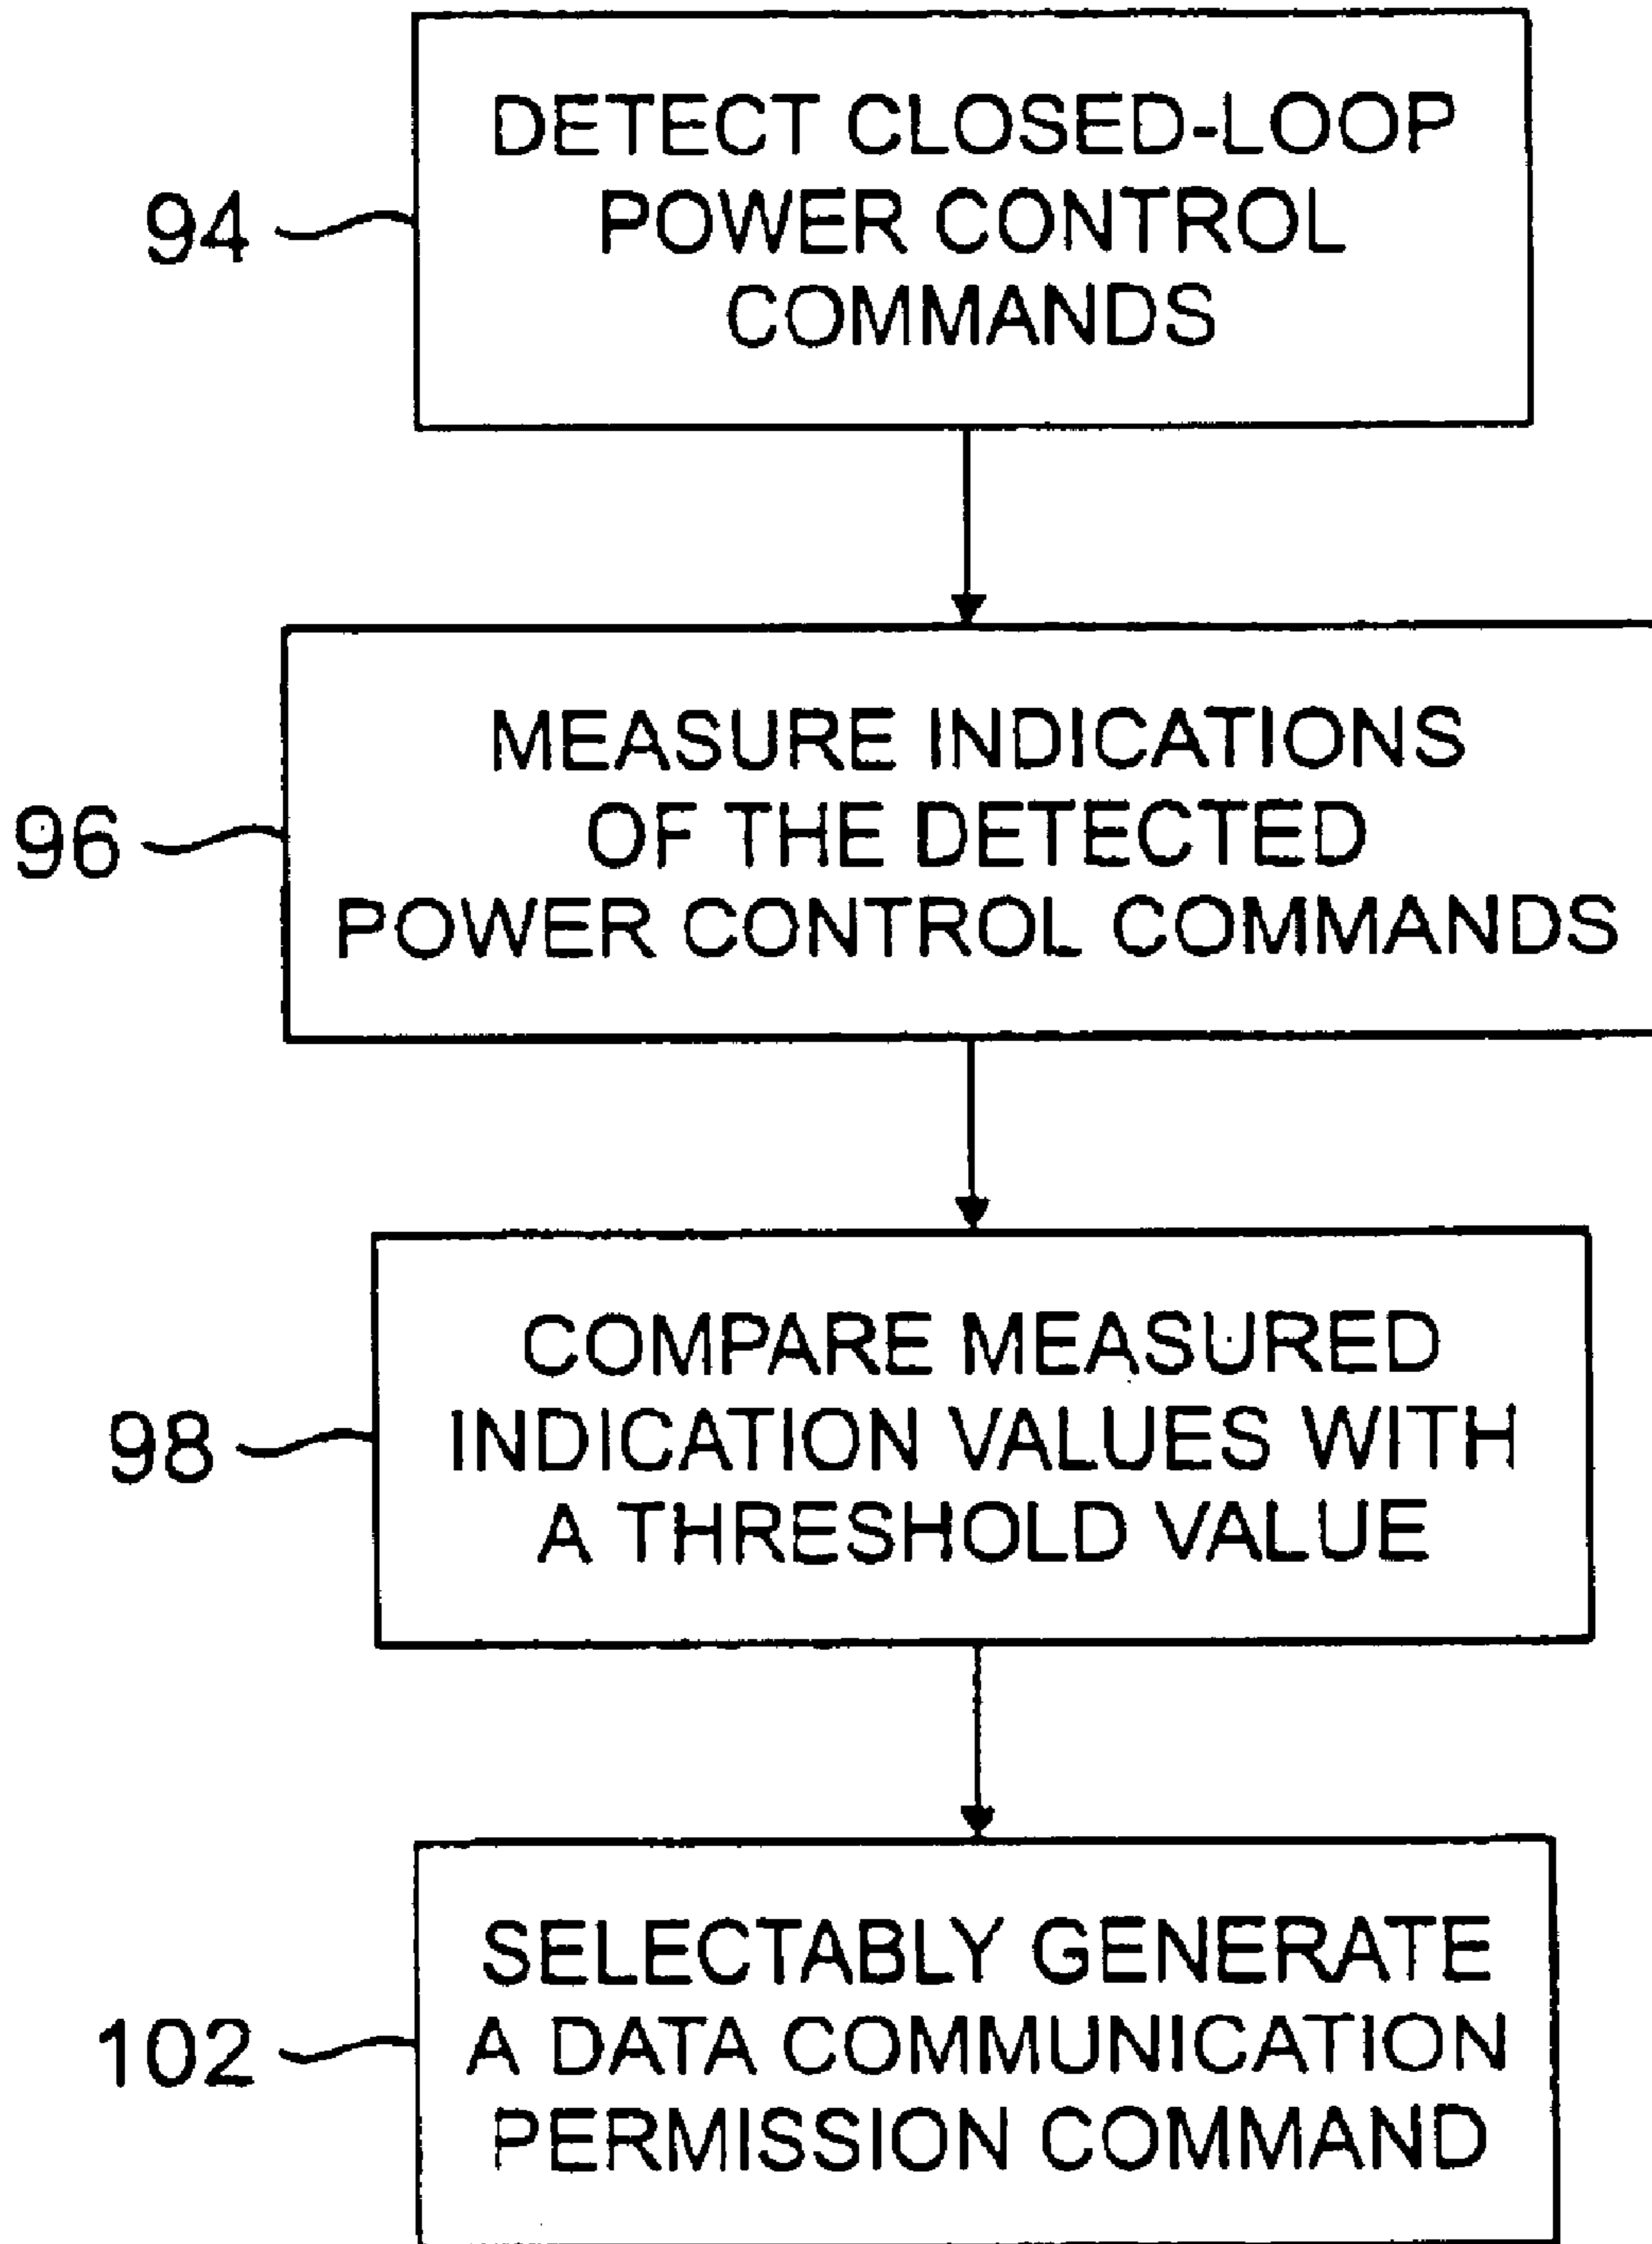 94
DETECT CLOSED-LOOP
POWER CONTROL
COMMANDS
96
MEASURE INDICATIONS
OF THE DETECTED
POWER CONTROL COMMANDS
98
COMPARE MEASURED
INDICATION VALUES WITH
A THRESHOLD VALUE
102
SELECTABLY GENERATE
A DATA COMMUNICATION
PERMISSION COMMAND